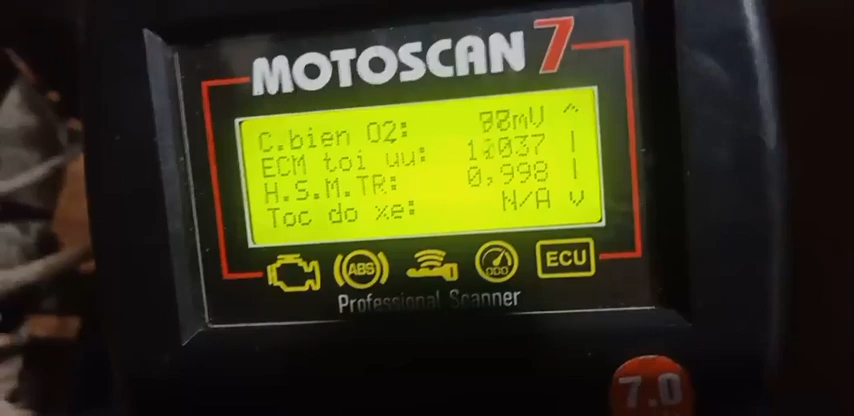 MOTOSCAN 7
C.bien O2: mV
ECM toi uu:
H.S.M.TR: 0,998
Toc do xe: N/A
ABS
ECU
Professional Scanner
7.0